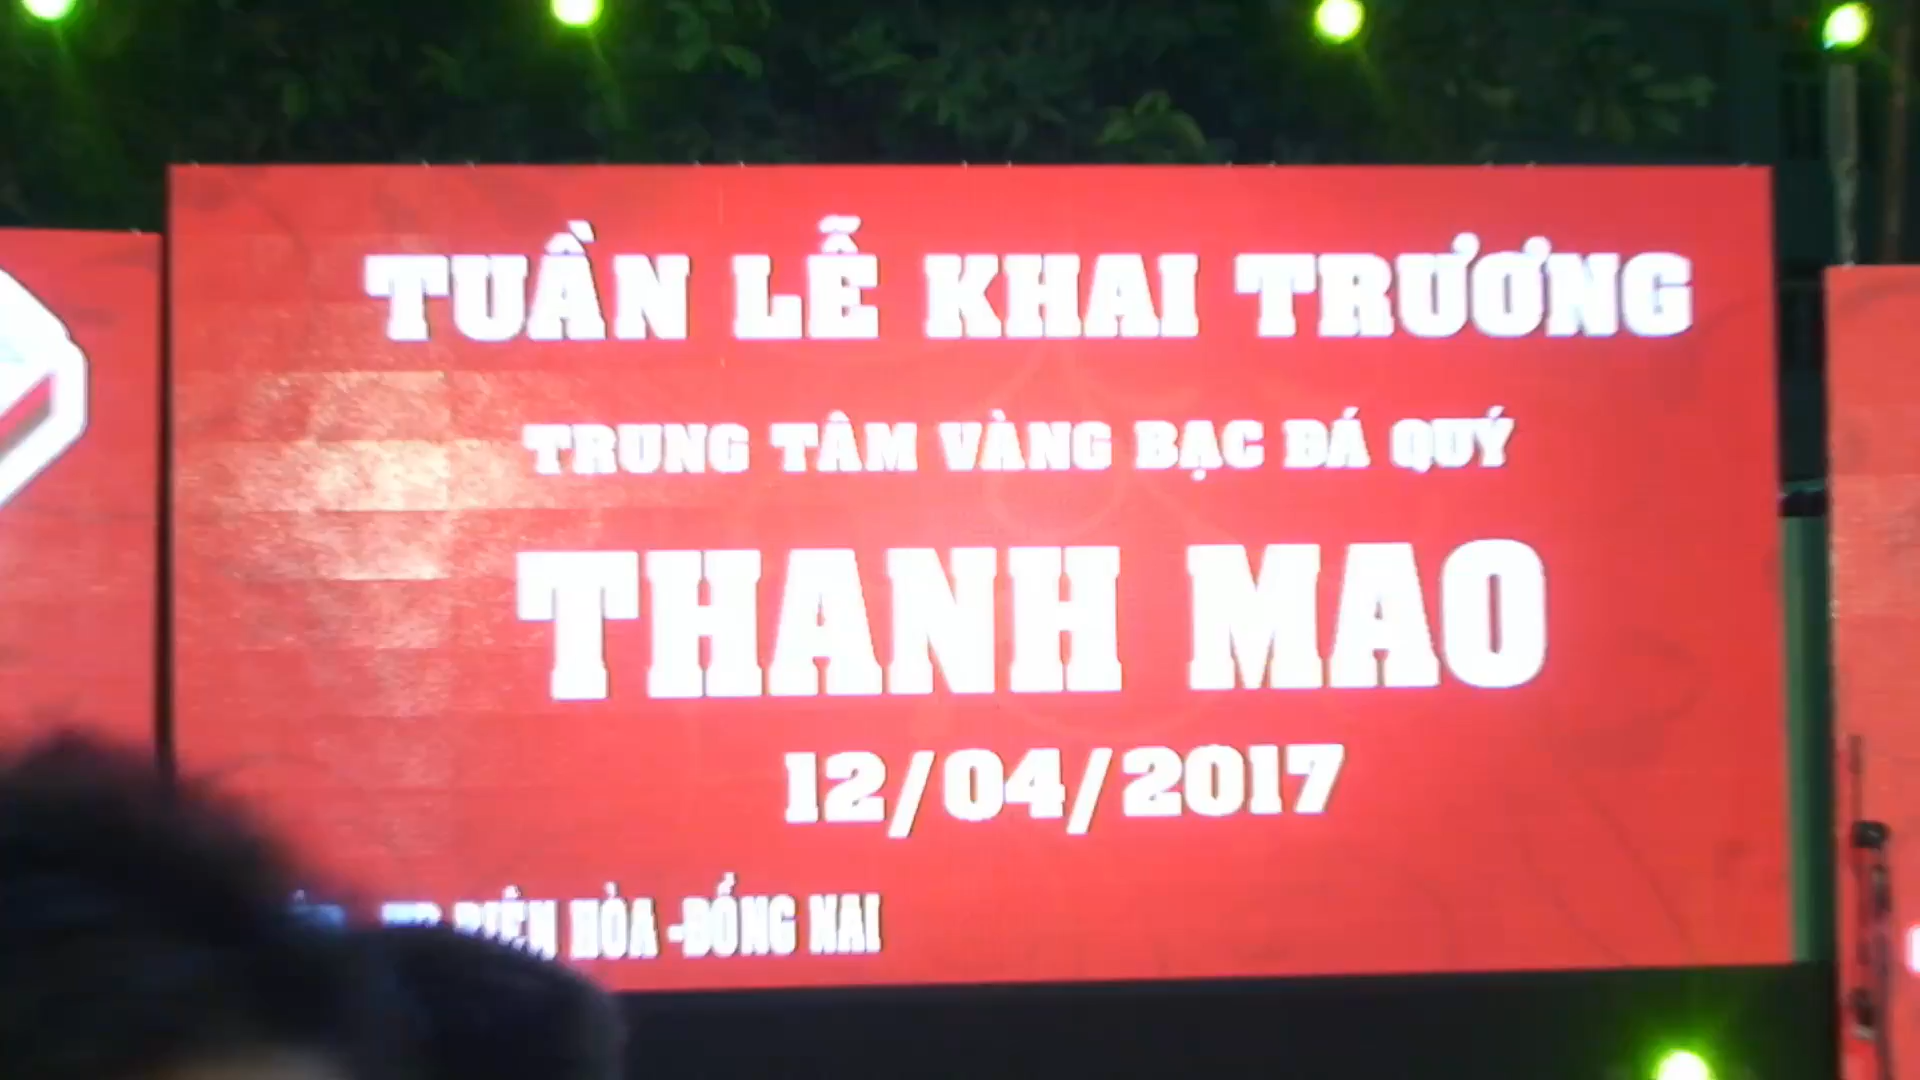 TUẦN LỄ KHAI TRƯƠNG
TRUNG TÂM VÀNG BẠC ĐÁ QUÝ
THANH MAO
12/04/2017
TP BIÊN HÒA -ĐỒNG NAI